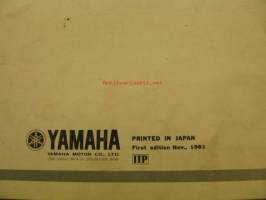 YAMAHA
YAMAHA MOTOR CO., LTD.
PRINTED IN JAPAN
First edition Nov., 1981
ITP